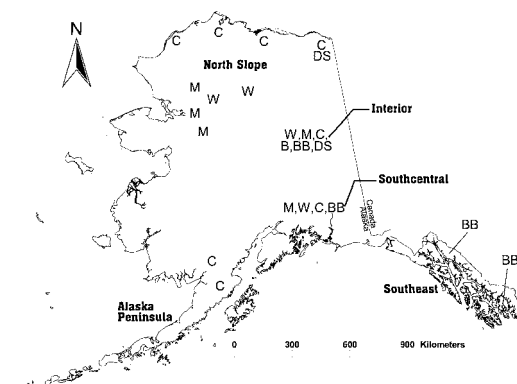 N
C
C
C
C
DS
North Slope
M
W
W
M
M
Interior
W,M,C,
B,BB,DS
Southcentral
M,W,C,BB
Canada
Alaska
BB
BB
C
C
Southeast
Alaska
Peninsula
0 300 600 900 Kilometers